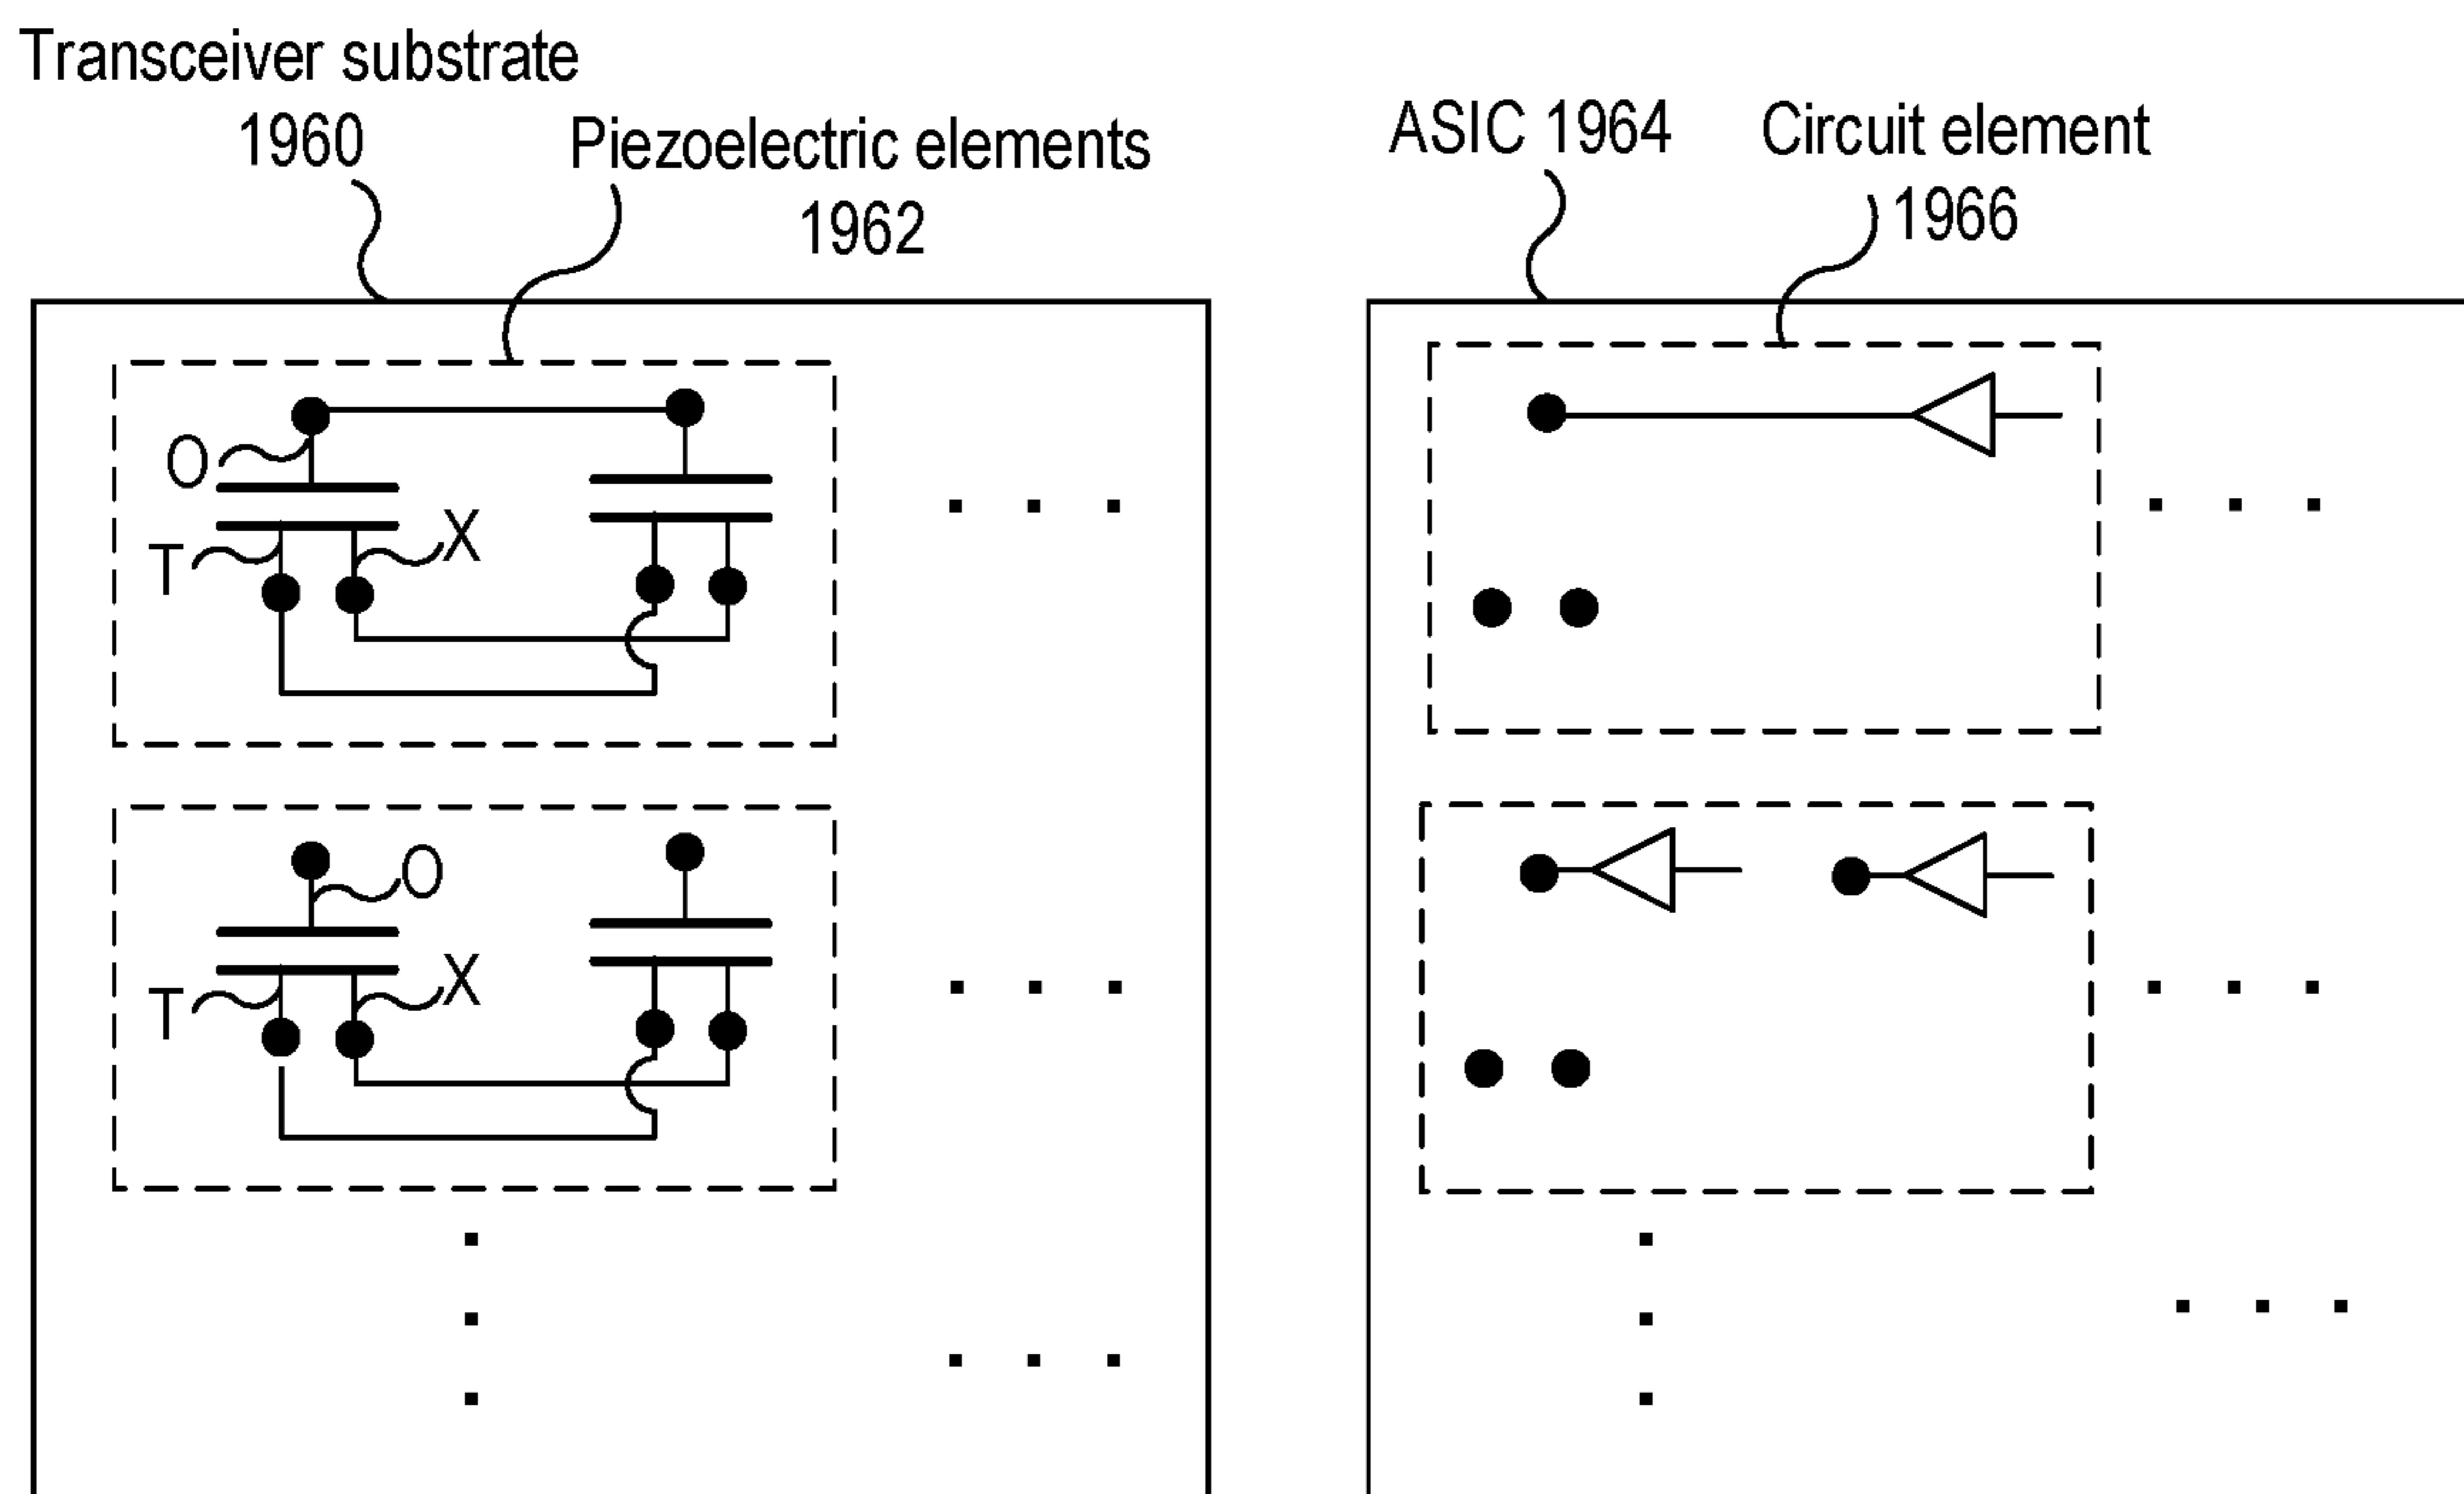 Transceiver substrate
1960
Piezoelectric elements
1962
ASIC 1964
Circuit element
1966
O
T
X
O
T
X